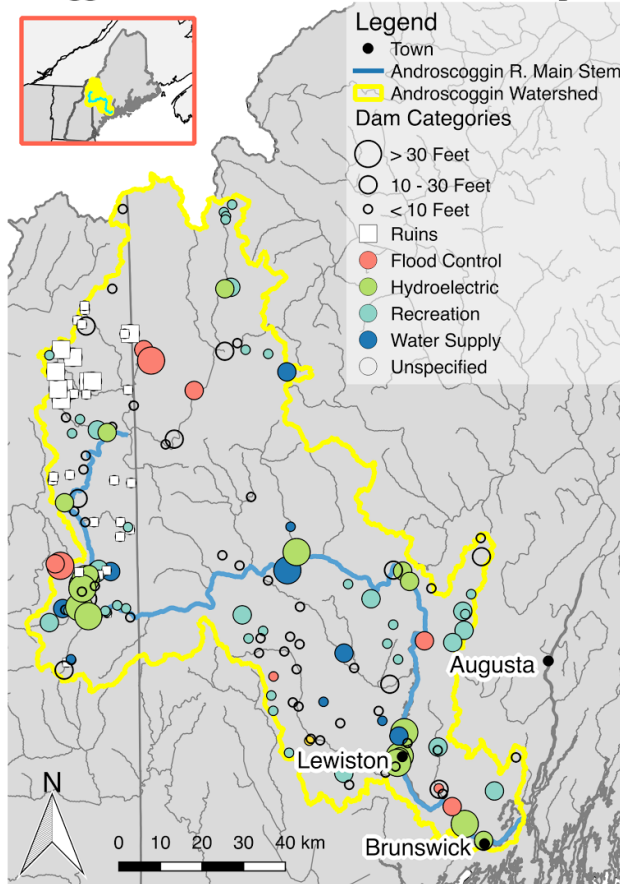 Legend
Town
Androscoggin R. Main Stem
Androscoggin Watershed
Dam Categories
> 30 Feet
10 - 30 Feet
< 10 Feet
Ruins
Flood Control
Hydroelectric
Recreation
Water Supply
Unspecified
Augusta
Lewiston
Brunswick
N
0 10 20 30 40 km